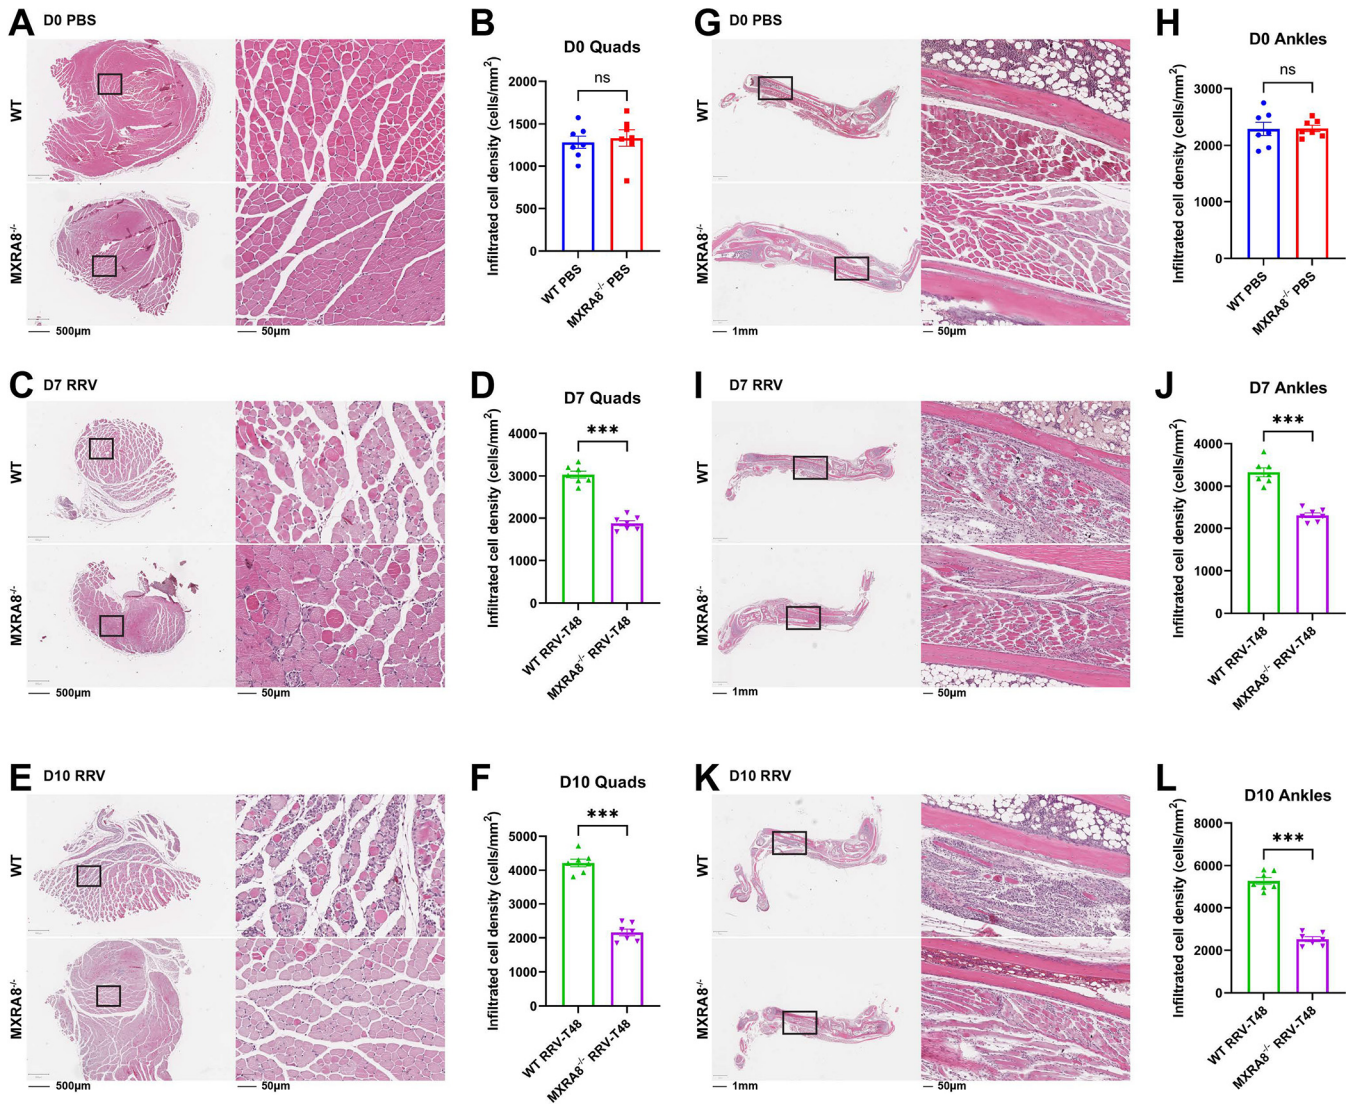 A D0 PBS
WT
MXRA8-/-
500μm 50μm
B
D0 Quads
ns
Infiltrated cell density (cells/mm²)
2000
1500
1000
500
0
WT PBS
MXRA8-/- PBS
G D0 PBS
WT
MXRA8-/-
1mm 50μm
H
D0 Ankles
ns
Infiltrated cell density (cells/mm²)
3000
2000
1000
0
WT PBS
MXRA8-/- PBS
C D7 RRV
WT
MXRA8-/-
500μm 50μm
D
D7 Quads
***
Infiltrated cell density (cells/mm²)
4000
3000
2000
1000
0
WT RRV-T48
MXRA8-/- RRV-T48
I D7 RRV
WT
MXRA8-/-
1mm 50μm
J
D7 Ankles
***
Infiltrated cell density (cells/mm²)
4000
3000
2000
1000
0
WT RRV-T48
MXRA8-/- RRV-T48
E D10 RRV
WT
MXRA8-/-
500μm 50μm
F
D10 Quads
***
Infiltrated cell density (cells/mm²)
5000
4000
3000
2000
1000
0
WT RRV-T48
MXRA8-/- RRV-T48
K D10 RRV
WT
MXRA8-/-
1mm 50μm
L
D10 Ankles
***
Infiltrated cell density (cells/mm²)
8000
6000
4000
2000
0
WT RRV-T48
MXRA8-/- RRV-T48